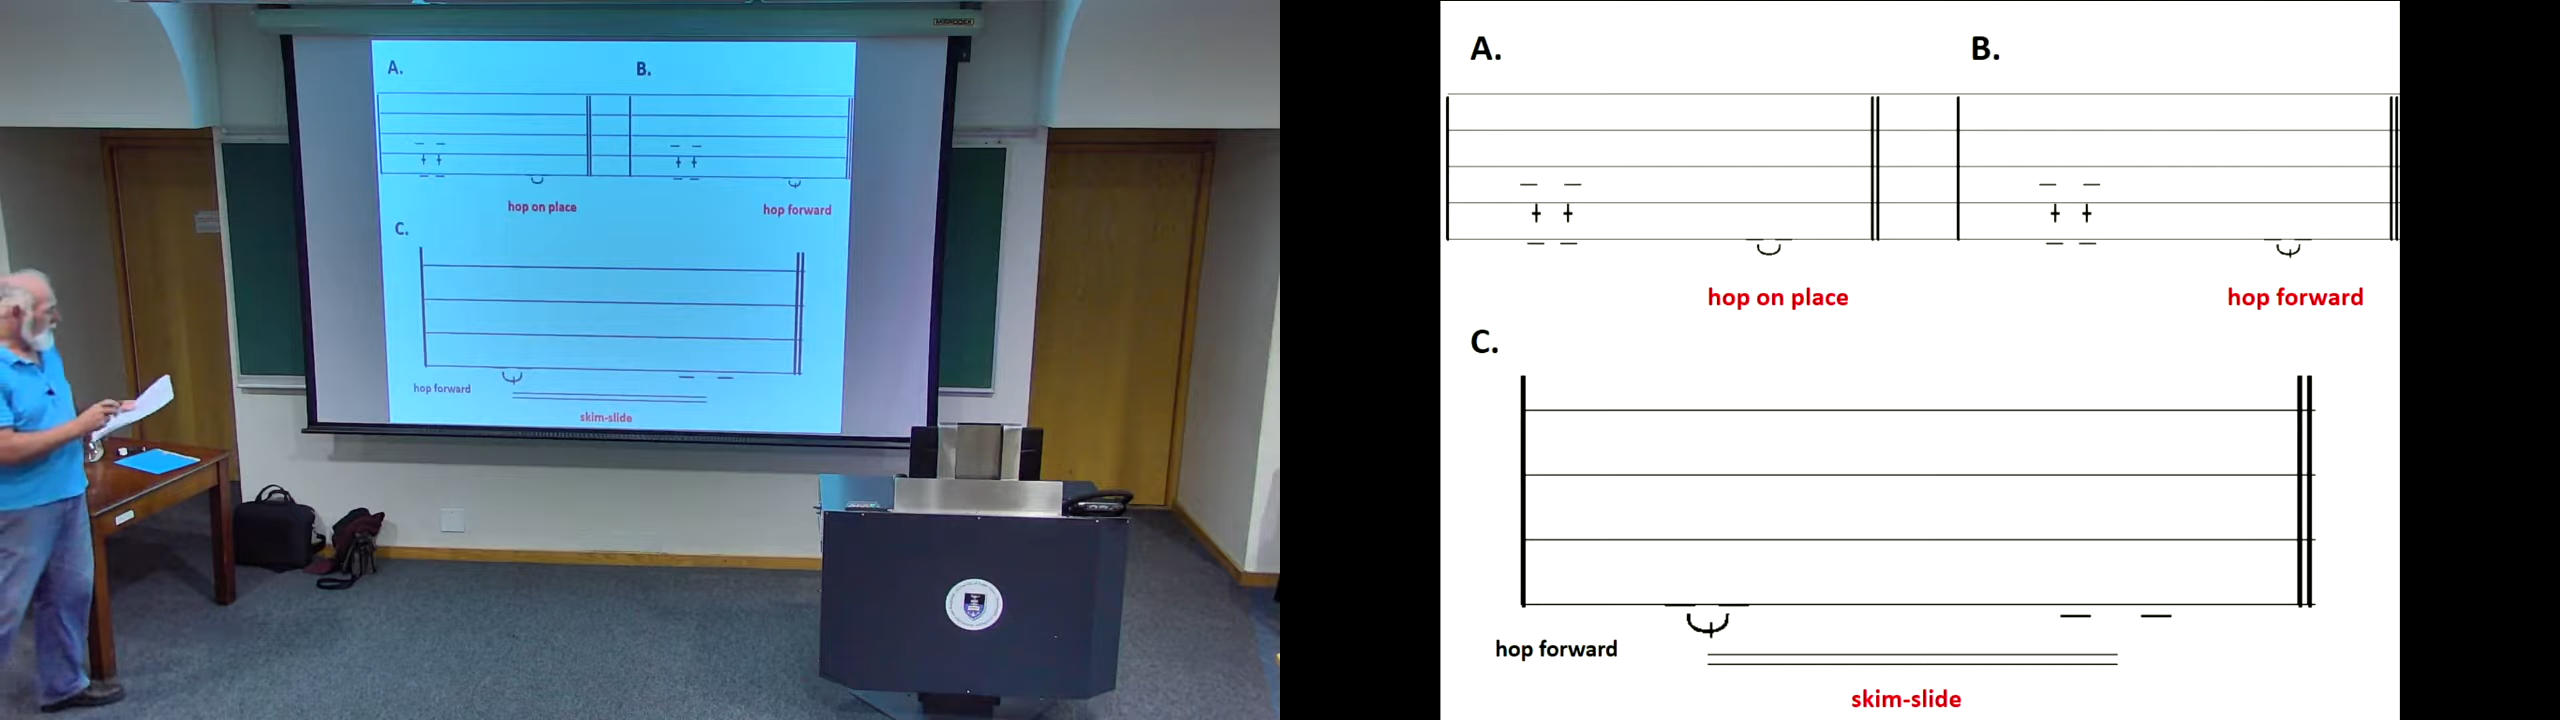 A.
B.
hop on place
hop forward
C.
hop forward
skim-slide
A.
B.
hop on place
hop forward
C.
hop forward
skim-slide